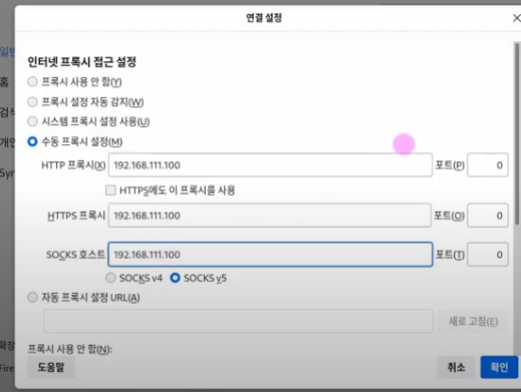 연결 설정
일반
인터넷 프록시 접근 설정
홈
프록시 사용 안 함(Y)
프록시 설정 자동 감지(W)
검색
시스템 프록시 설정 사용(U)
수동 프록시 설정(M)
개인
HTTP 프록시(X) 192.168.111.100 포트(P) 0
Syn
HTTPS에도 이 프록시를 사용
HTTPS 프록시 192.168.111.100 포트(O) 0
SOCKS 호스트 192.168.111.100 포트(T) 0
SOCKS v4 SOCKS v5
자동 프록시 설정 URL(A)
새로 고침(E)
확장
프록시 사용 안 함(N):
Fire
도움말 취소 확인